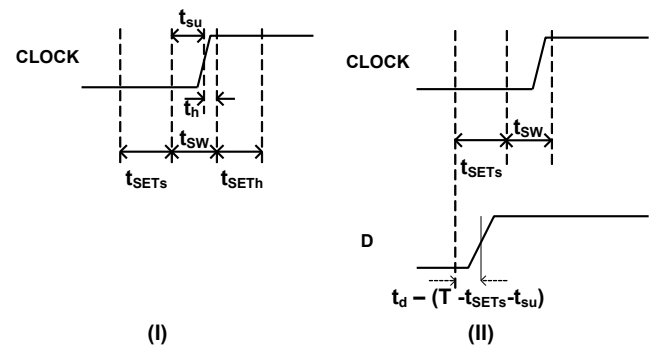 t_su
CLOCK
t_h
t_SW
t_SETs
t_SETh
(I)
CLOCK
t_SW
t_SETs
D
t_d – (T -t_SETs-t_su)
(II)